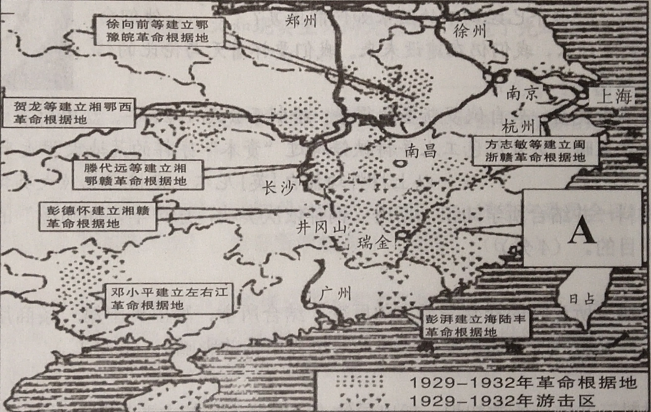 徐向前等建立鄂
豫皖革命根据地
郑州
徐州
贺龙等建立湘鄂西
革命根据地
南京
上海
杭州
方志敏等建立闽
浙赣革命根据地
南昌
滕代远等建立湘
鄂赣革命根据地
长沙
彭德怀建立湘赣
革命根据地
井冈山
瑞金
A
邓小平建立左右江
革命根据地
广州
彭湃建立海陆丰
革命根据地
日占
1929-1932年革命根据地
1929-1932年游击区